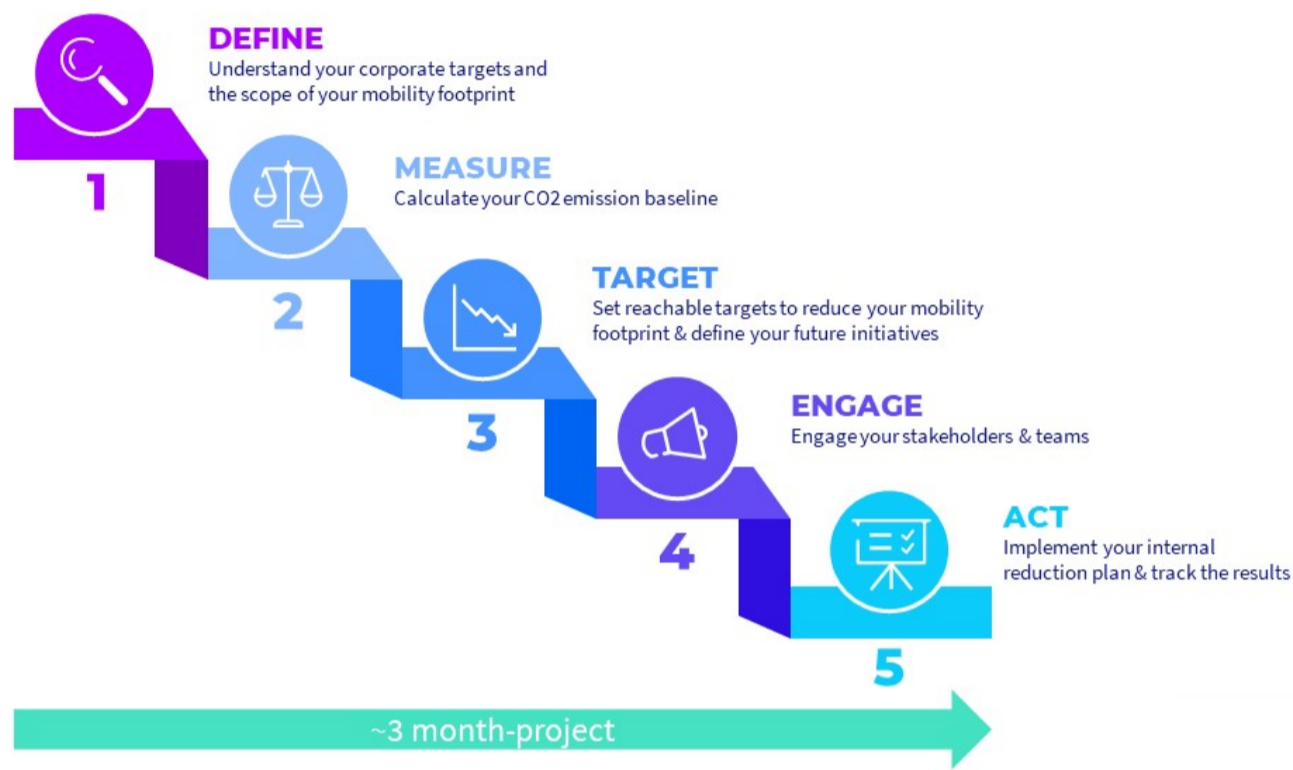 DEFINE
Understand your corporate targets and
the scope of your mobility footprint
1
MEASURE
Calculate your CO2 emission baseline
2
TARGET
Set reachable targets to reduce your mobility
footprint & define your future initiatives
3
ENGAGE
Engage your stakeholders & teams
4
ACT
Implement your internal
reduction plan & track the results
5
~3 month-project